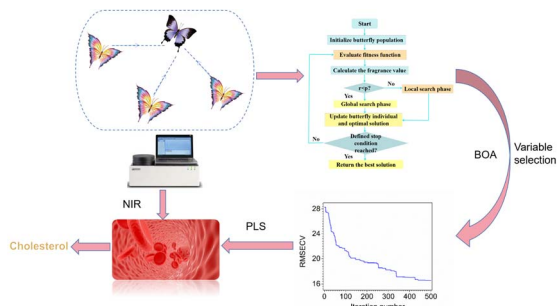 Start
Initialize butterfly population
Evaluate fitness function
Calculate the fragrance value
r<p?
No
Local search phase
Yes
Global search phase
Update butterfly individual
and optimal solution
No
Defined stop
condition
reached?
Yes
Return the best solution
BOA
Variable
selection
NIR
PLS
Cholesterol
RMSECV
28
24
20
16
0
100
200
300
400
500